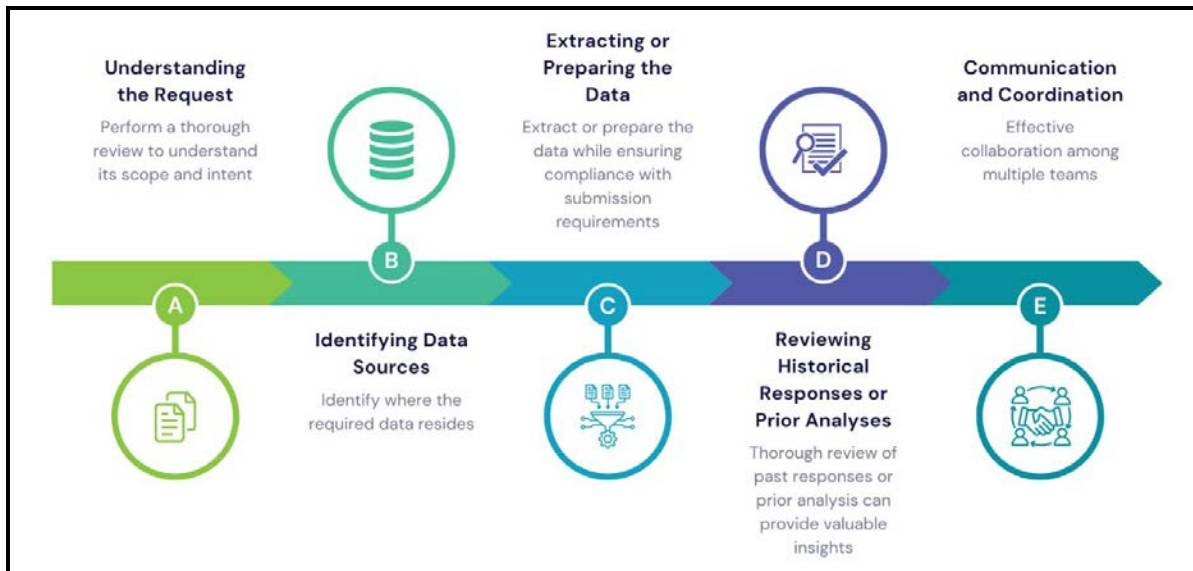 Understanding
the Request
Perform a thorough
review to understand
its scope and intent
A
B
Identifying Data
Sources
Identify where the
required data resides
Extracting or
Preparing the
Data
Extract or prepare the
data while ensuring
compliance with
submission
requirements
C
D
Reviewing
Historical
Responses or
Prior Analyses
Thorough review of
past responses or
prior analysis can
provide valuable
insights
Communication
and Coordination
Effective
collaboration among
multiple teams
E